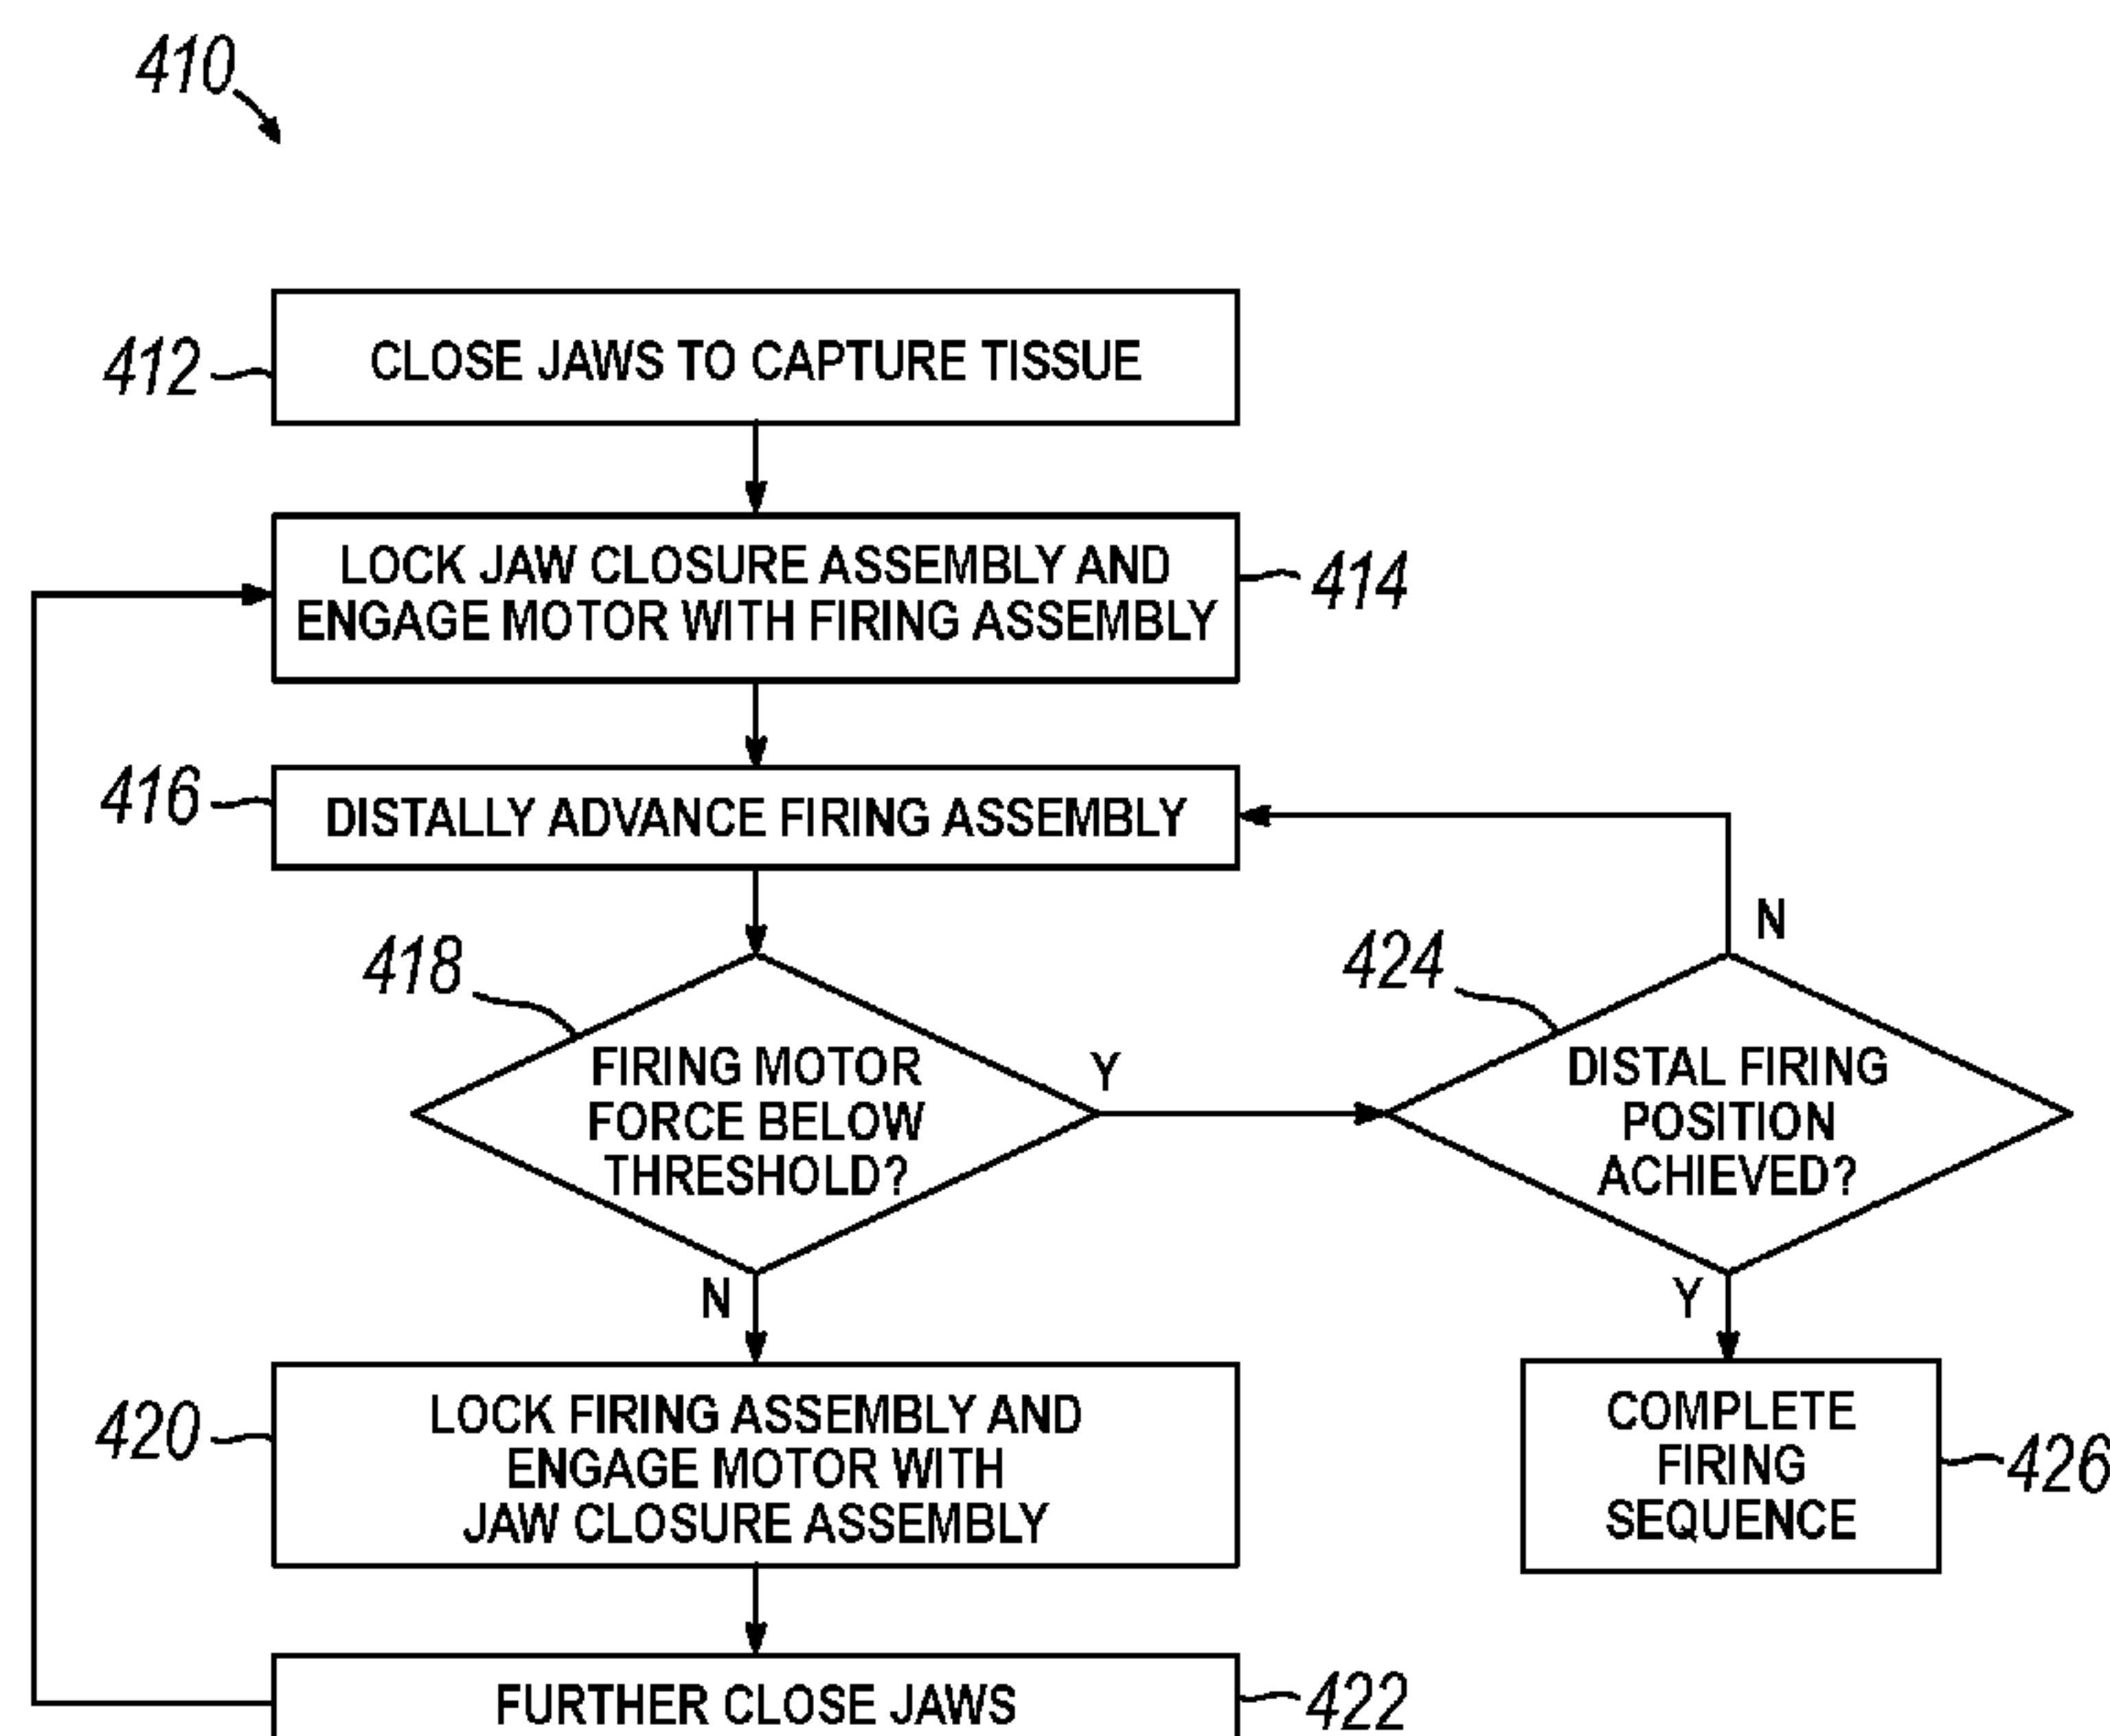 410
412
CLOSE JAWS TO CAPTURE TISSUE
LOCK JAW CLOSURE ASSEMBLY AND
ENGAGE MOTOR WITH FIRING ASSEMBLY
414
416
DISTALLY ADVANCE FIRING ASSEMBLY
418
FIRING MOTOR
FORCE BELOW
THRESHOLD?
Y
N
424
N
DISTAL FIRING
POSITION
ACHIEVED?
Y
420
LOCK FIRING ASSEMBLY AND
ENGAGE MOTOR WITH
JAW CLOSURE ASSEMBLY
COMPLETE
FIRING
SEQUENCE
426
FURTHER CLOSE JAWS
422